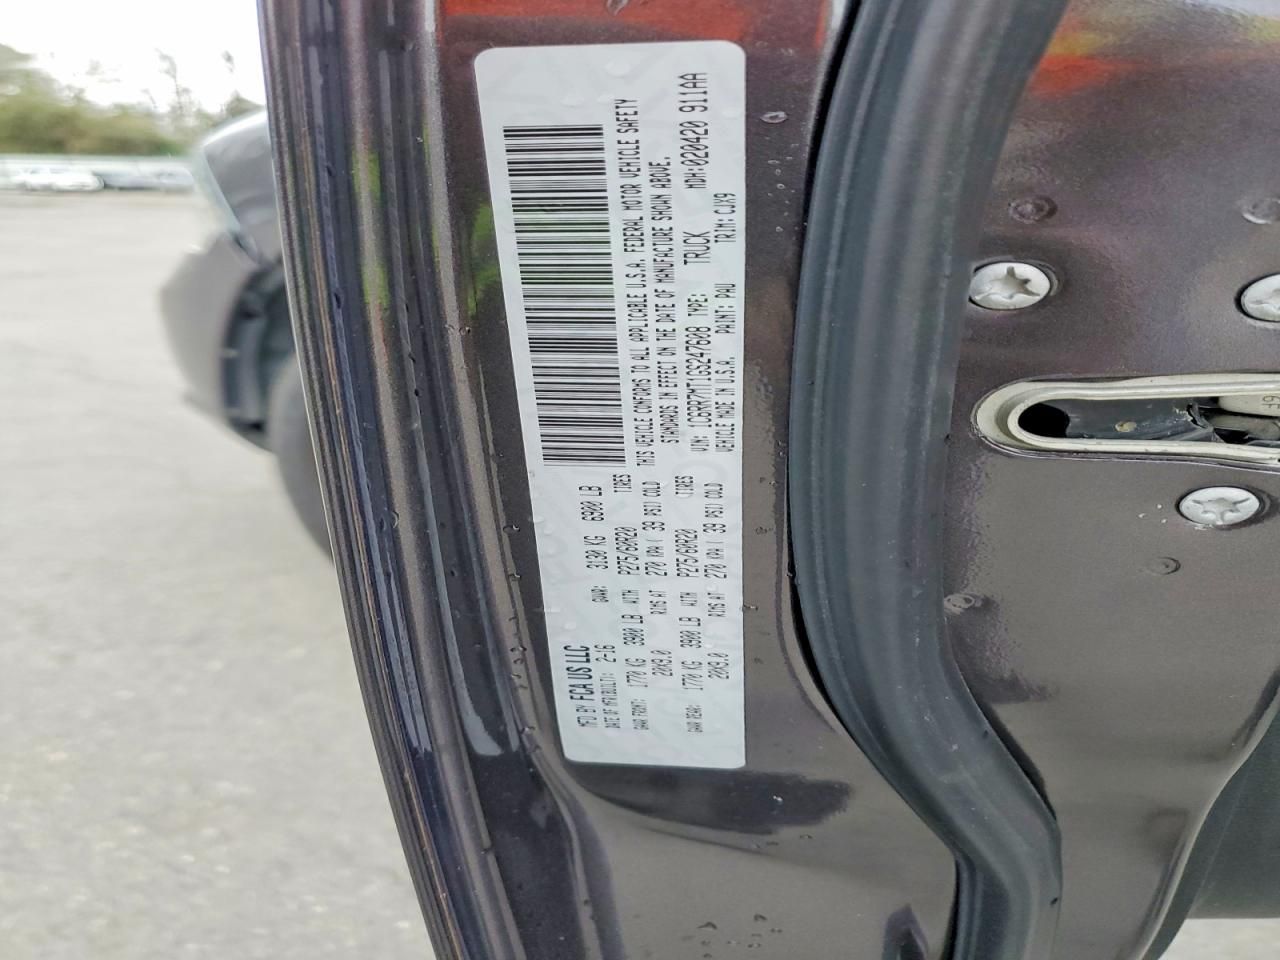 MFD BY FCA US LLC
DATE OF MFR(BUILT): 2-16 GVWR: 3130 KG 6900 LB
GAWR FRONT: 1770 KG 3900 LB WITH P275/60R20 TIRES
20X9.0 RIMS AT 270 KPA ( 39 PSI) COLD
GAWR REAR: 1770 KG 3900 LB WITH P275/60R20 TIRES
20X9.0 RIMS AT 270 KPA ( 39 PSI) COLD
THIS VEHICLE CONFORMS TO ALL APPLICABLE U.S.A. FEDERAL MOTOR VEHICLE SAFETY
STANDARDS IN EFFECT ON THE DATE OF MANUFACTURE SHOWN ABOVE.
VIN: 1C6RR7MT1GS247608 TYPE: TRUCK MDH:020420 911AA
VEHICLE MADE IN U.S.A. PAINT: PAU TRIM: CJX9